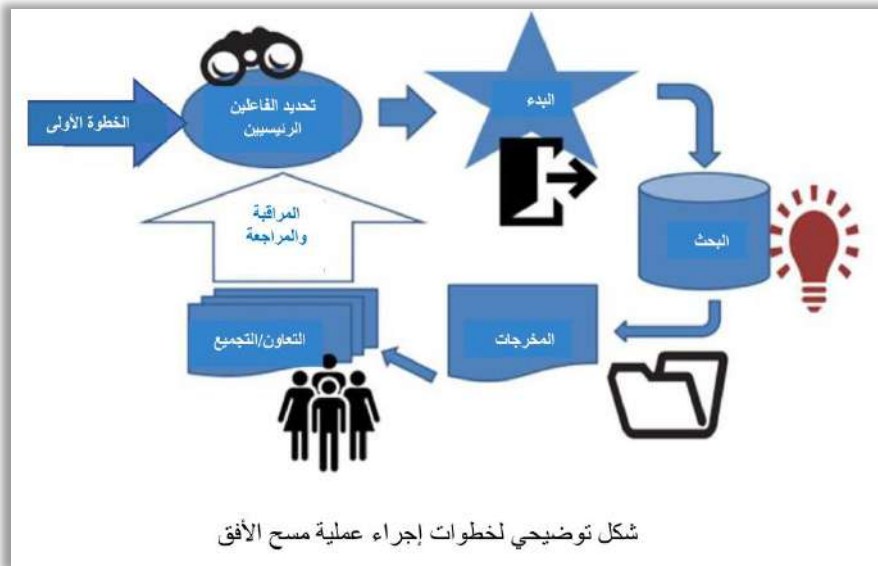 الخطوة الأولى
تحديد الفاعلين
الرئيسيين
البدء
البحث
المخرجات
التعاون/التجميع
المراقبة
والمراجعة
شكل توضيحي لخطوات إجراء عملية مسح الأفق